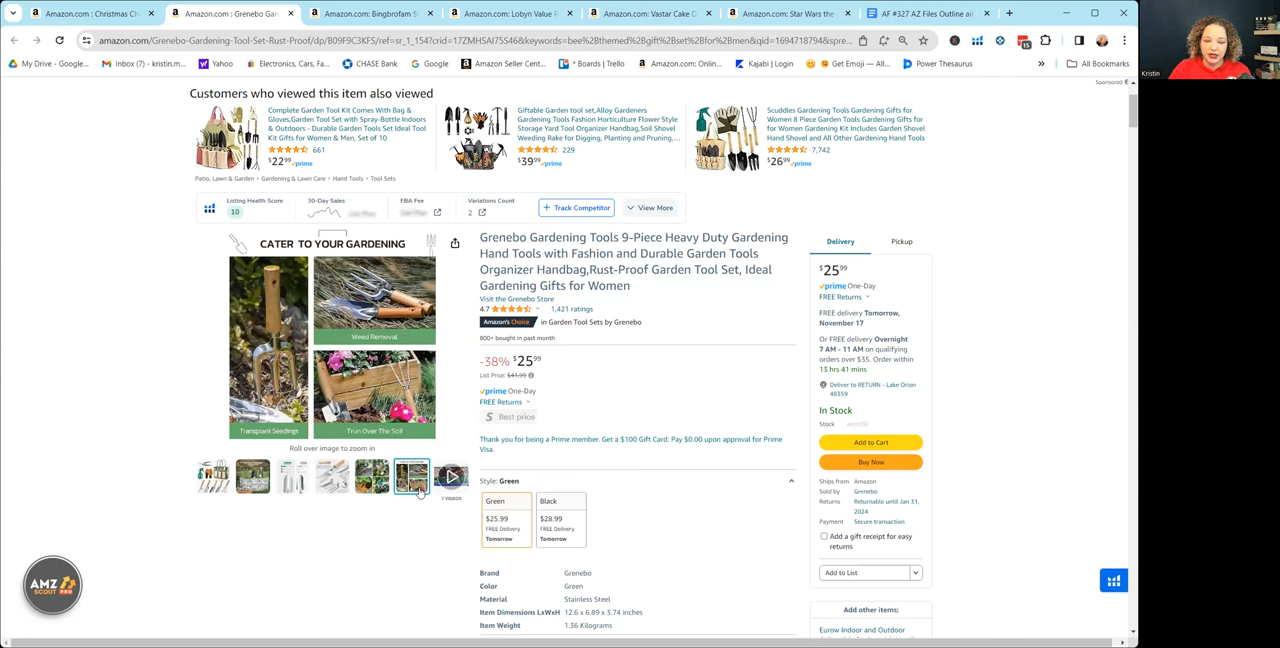 Amazon.com : Christmas Ch
Amazon.com : Grenebo Gar
Amazon.com: Bingbrofam S
Amazon.com: Lobyn Value P
Amazon.com: Vastar Cake D
Amazon.com: Star Wars the
AF #327 AZ Files Outline air
My Drive - Google...
Inbox (7) - kristin.m...
Yahoo
Electronics, Cars, Fa...
CHASE Bank
Google
Amazon Seller Cent...
* Boards | Trello
Amazon.com: Onlin...
Kajabi | Login
Get Emoji — All...
Power Thesaurus
All Bookmarks
Kristin
Sponsored
Customers who viewed this item also viewed
Complete Garden Tool Kit Comes With Bag &
Gloves,Garden Tool Set with Spray-Bottle Indoors
& Outdoors - Durable Garden Tools Set Ideal Tool
Kit Gifts for Women & Men, Set of 10
661
$22.99 prime
Giftable Garden tool set,Alloy Gardeners
Gardening Tools Fashion Horticulture Flower Style
Storage Yard Tool Organizer Handbag,Soil Shovel
Weeding Rake for Digging, Planting and Pruning,...
229
$39.99 prime
Scuddles Gardening Tools Gardening Gifts for
Women 8 Piece Garden Tools Gardening Gifts for
for Women Gardening Kit Includes Garden Shovel
Hand Shovel and All Other Gardening Hand Tools
7,742
$26.99 prime
Patio, Lawn & Garden › Gardening & Lawn Care › Hand Tools › Tool Sets
Listing Health Score
10
30-Day Sales
FBA Fee
Variations Count
2
+ Track Competitor
View More
CATER TO YOUR GARDENING
Weed Removal
Transplant Seedings
Trun Over The Soil
Roll over image to zoom in
7 VIDEOS
AMZ
SCOUT PRO
Grenebo Gardening Tools 9-Piece Heavy Duty Gardening
Hand Tools with Fashion and Durable Garden Tools
Organizer Handbag,Rust-Proof Garden Tool Set, Ideal
Gardening Gifts for Women
Visit the Grenebo Store
4.7 1,421 ratings
Amazon's Choice in Garden Tool Sets by Grenebo
800+ bought in past month
-38% $25.99
List Price: $41.99
prime One-Day
FREE Returns
S Best price
Thank you for being a Prime member. Get a $100 Gift Card: Pay $0.00 upon approval for Prime
Visa.
Style: Green
Green
$25.99
FREE Delivery
Tomorrow
Black
$28.99
FREE Delivery
Tomorrow
Brand Grenebo
Color Green
Material Stainless Steel
Item Dimensions LxWxH 12.6 x 6.89 x 3.74 inches
Item Weight 1.36 Kilograms
Delivery
Pickup
$25.99
prime One-Day
FREE Returns
FREE delivery Tomorrow,
November 17
Or FREE delivery Overnight
7 AM - 11 AM on qualifying
orders over $35. Order within
13 hrs 41 mins
Deliver to RETURN - Lake Orion
48359
In Stock
Stock
Add to Cart
Buy Now
Ships from Amazon
Sold by Grenebo
Returns Returnable until Jan 31,
2024
Payment Secure transaction
Add a gift receipt for easy
returns
Add to List
Add other items:
Eurow Indoor and Outdoor